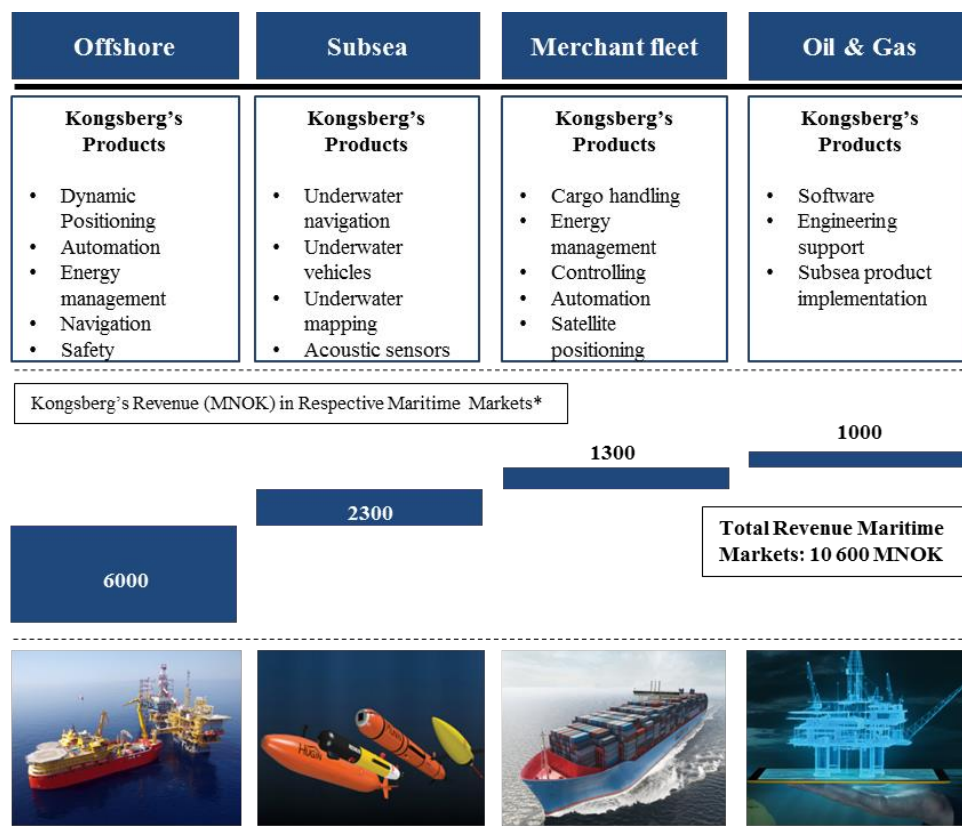 Offshore
Subsea
Merchant fleet
Oil & Gas
Kongsberg's
Products
• Dynamic
Positioning
• Automation
• Energy
management
• Navigation
• Safety
Kongsberg's
Products
• Underwater
navigation
• Underwater
vehicles
• Underwater
mapping
• Acoustic sensors
Kongsberg's
Products
• Cargo handling
• Energy
management
• Controlling
• Automation
• Satellite
positioning
Kongsberg's
Products
• Software
• Engineering
support
• Subsea product
implementation
Kongsberg's Revenue (MNOK) in Respective Maritime Markets*
6000
2300
1300
1000
Total Revenue Maritime
Markets: 10 600 MNOK
HUGIN